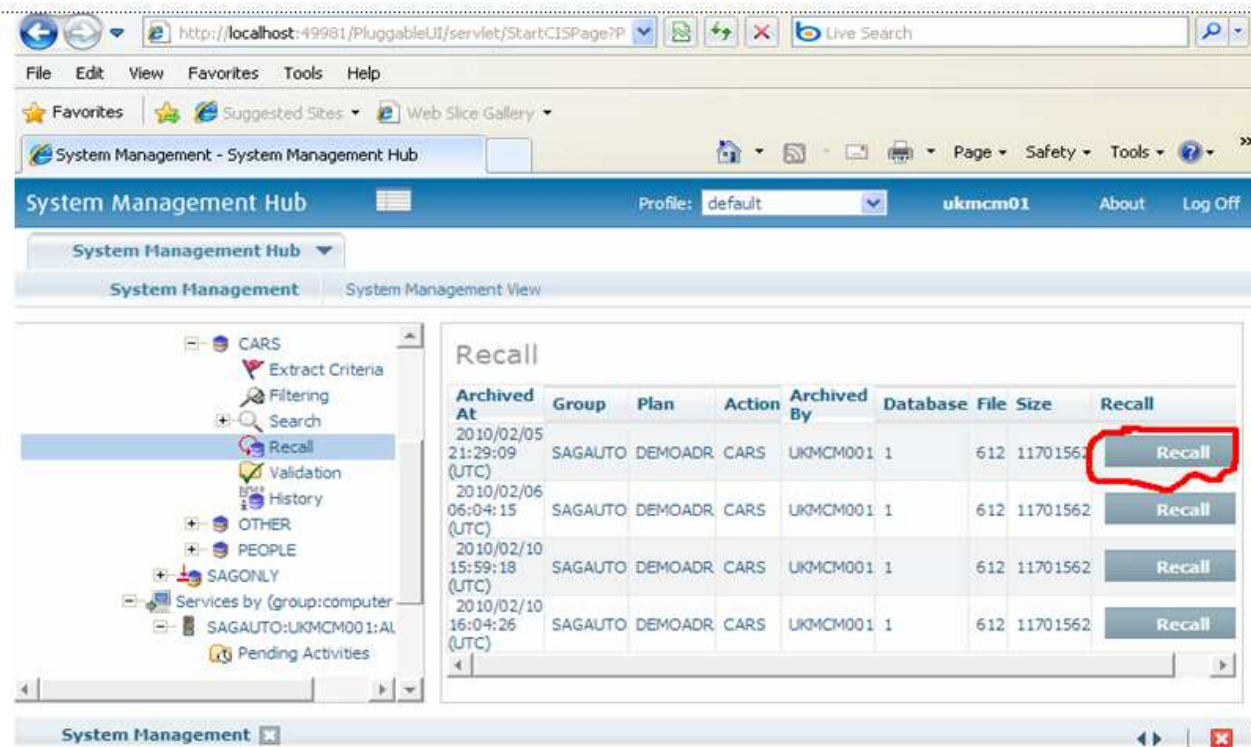 http://localhost:49981/PluggableUI/servlet/StartCISPage?P
Live Search
File Edit View Favorites Tools Help
Favorites Suggested Sites Web Slice Gallery
System Management - System Management Hub
Page Safety Tools
System Management Hub
Profile: default
ukmcm01
About
Log Off
System Management Hub
System Management
System Management View
CARS
Extract Criteria
Filtering
Search
Recall
Validation
History
OTHER
PEOPLE
SAGONLY
Services by (group:computer
SAGAUTO:UKMCM001:
Pending Activities
Recall
Archived At Group Plan Action Archived By Database File Size Recall
2010/02/05 21:29:09 (UTC) SAGAUTO DEMOADR CARS UKMCM001 1 612 11701562 Recall
2010/02/06 06:04:15 (UTC) SAGAUTO DEMOADR CARS UKMCM001 1 612 11701562 Recall
2010/02/10 15:59:18 (UTC) SAGAUTO DEMOADR CARS UKMCM001 1 612 11701562 Recall
2010/02/10 16:04:26 (UTC) SAGAUTO DEMOADR CARS UKMCM001 1 612 11701562 Recall
System Management